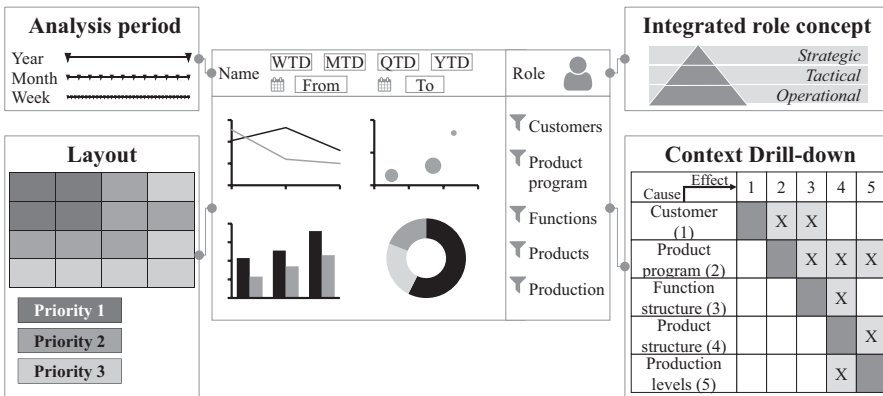 Analysis period
Year
Month
Week
Layout
Priority 1
Priority 2
Priority 3
Name
WTD MTD QTD YTD
From To
Role
Customers
Product
program
Functions
Products
Production
Integrated role concept
Strategic
Tactical
Operational
Context Drill-down
Effect
Cause
1 2 3 4 5
Customer
(1)
X X
Product
program (2)
X X X
Function
structure (3)
X
Product
structure (4)
X
Production
levels (5)
X